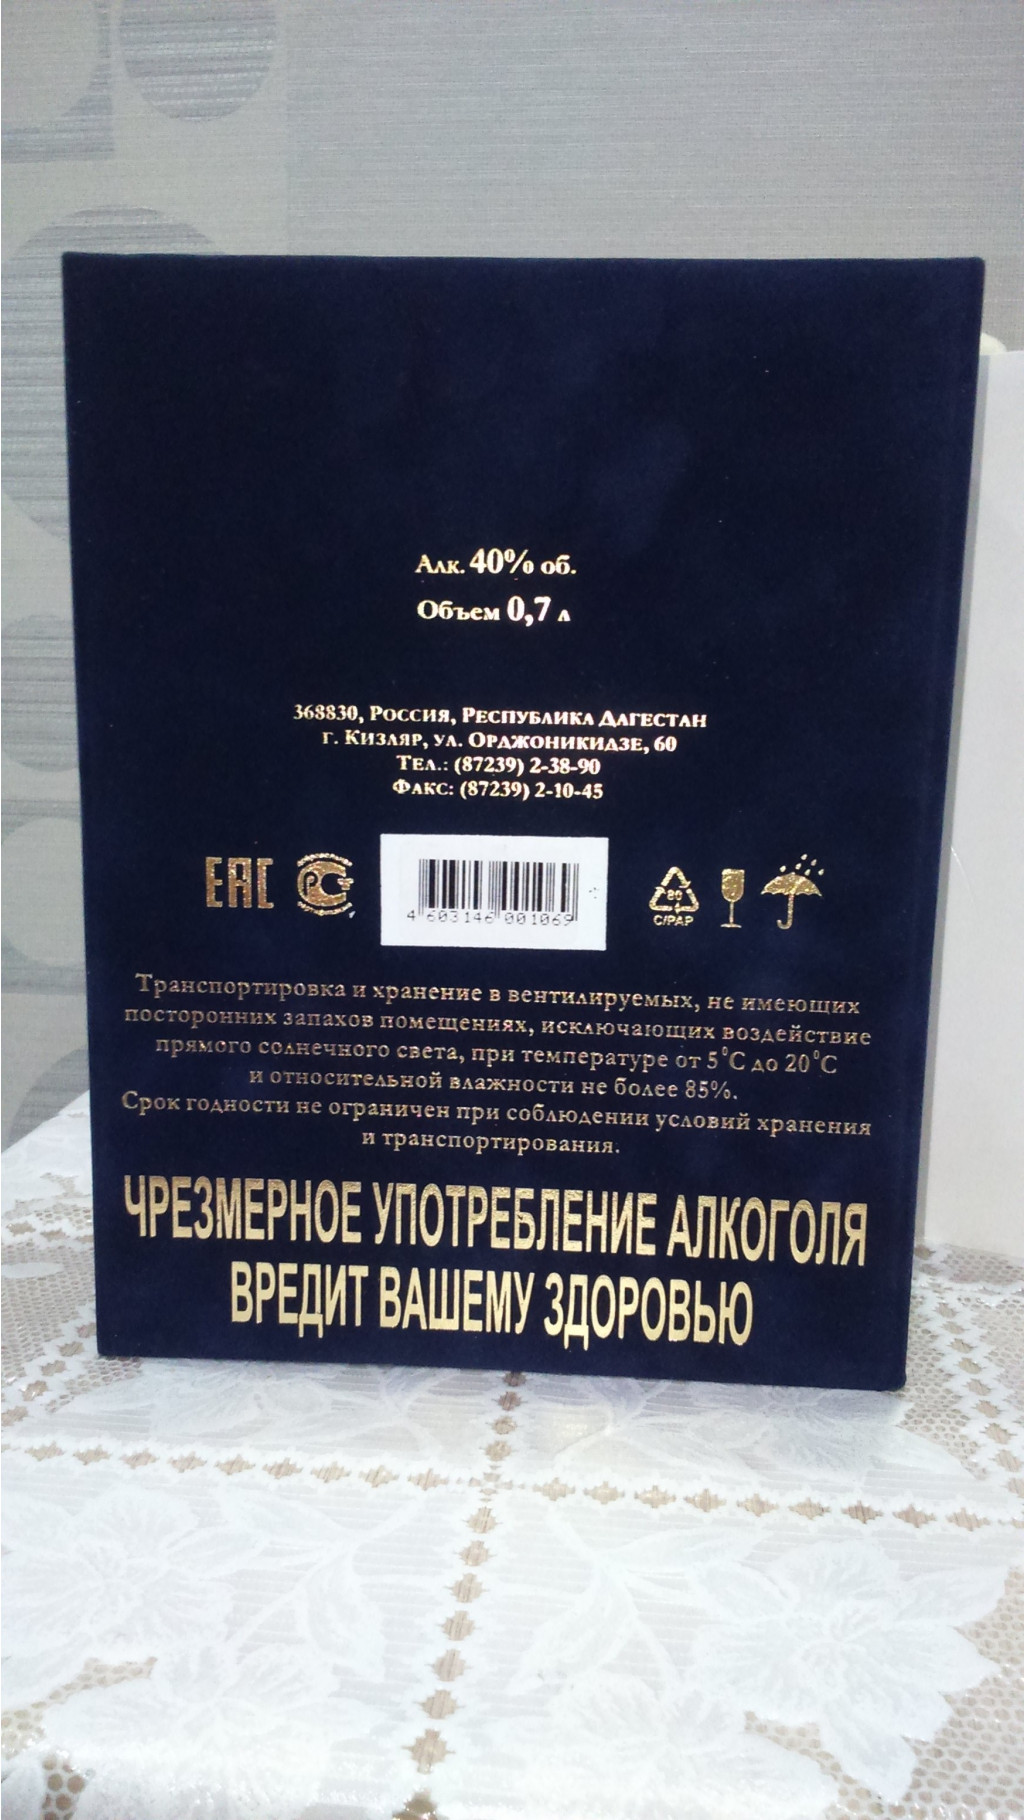 Алк. 40% об.
Объем 0,7 л
368830, Россия, Республика Дагестан
г. Кизляр, ул. Орджоникидзе, 60
Тел.: (87239) 2-38-90
Факс: (87239) 2-10-45
EAC
4 603146 001069
80
C/PAP
Транспортировка и хранение в вентилируемых, не имеющих
посторонних запахов помещениях, исключающих воздействие
прямого солнечного света, при температуре от 5°С до 20°С
и относительной влажности не более 85%.
Срок годности не ограничен при соблюдении условий хранения
и транспортирования.
ЧРЕЗМЕРНОЕ УПОТРЕБЛЕНИЕ АЛКОГОЛЯ
ВРЕДИТ ВАШЕМУ ЗДОРОВЬЮ